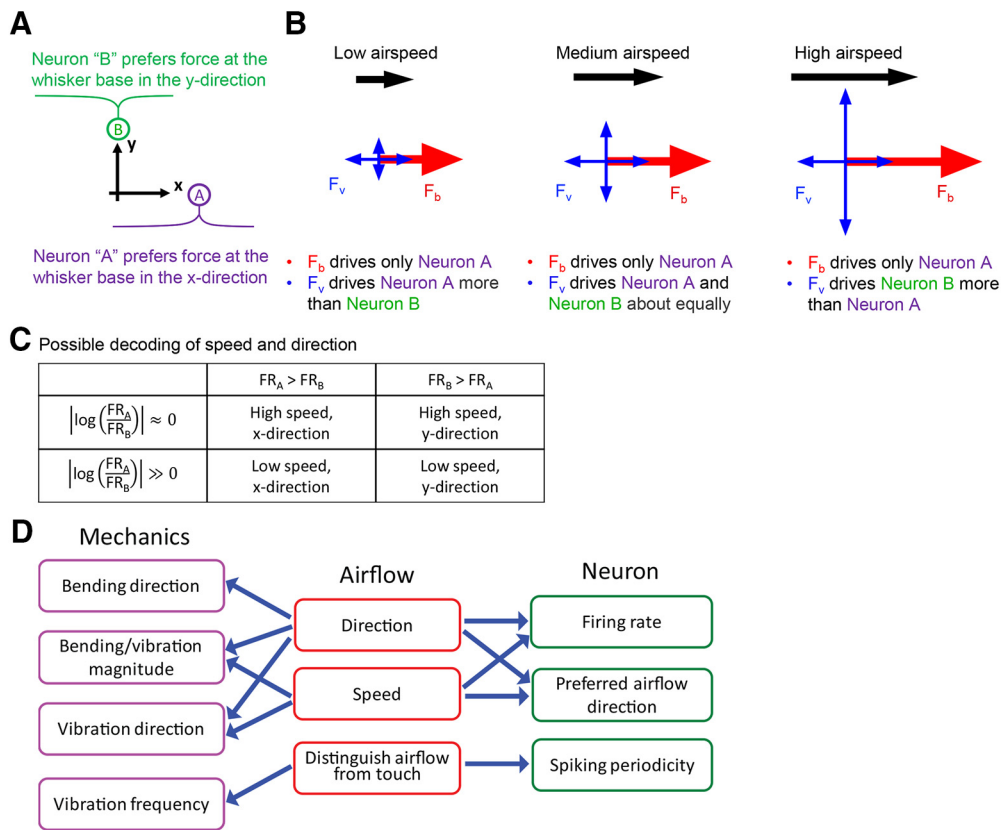 A
Neuron “B” prefers force at the
whisker base in the y-direction
B
y
x
A
Neuron “A” prefers force at the
whisker base in the x-direction
B
Low airspeed
Fv
Fb
• Fb drives only Neuron A
• Fv drives Neuron A more
than Neuron B
Medium airspeed
Fv
Fb
• Fb drives only Neuron A
• Fv drives Neuron A and
Neuron B about equally
High airspeed
Fv
Fb
• Fb drives only Neuron A
• Fv drives Neuron B more
than Neuron A
C
Possible decoding of speed and direction
FRA > FRB
FRB > FRA
|log(FRA/FRB)| ≈ 0
High speed,
x-direction
High speed,
y-direction
|log(FRA/FRB)| ≫ 0
Low speed,
x-direction
Low speed,
y-direction
D
Mechanics
Bending direction
Bending/vibration
magnitude
Vibration direction
Vibration frequency
Airflow
Direction
Speed
Distinguish airflow
from touch
Neuron
Firing rate
Preferred airflow
direction
Spiking periodicity